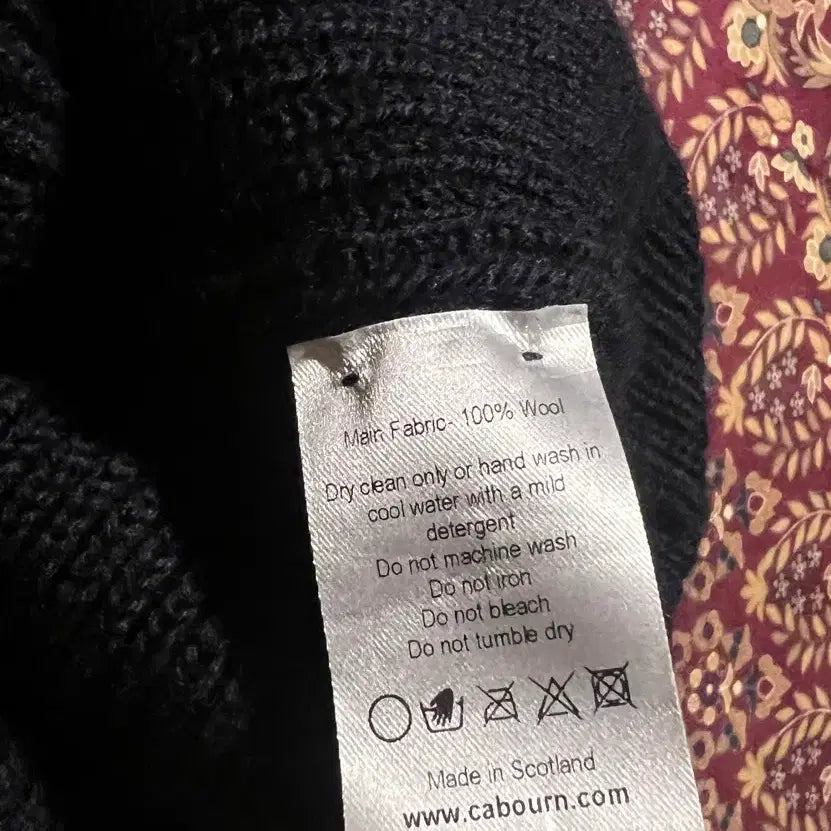 Main Fabric- 100% Wool
Dry clean only or hand wash in
cool water with a mild
detergent
Do not machine wash
Do not iron
Do not bleach
Do not tumble dry
Made in Scotland
www.cabourn.com